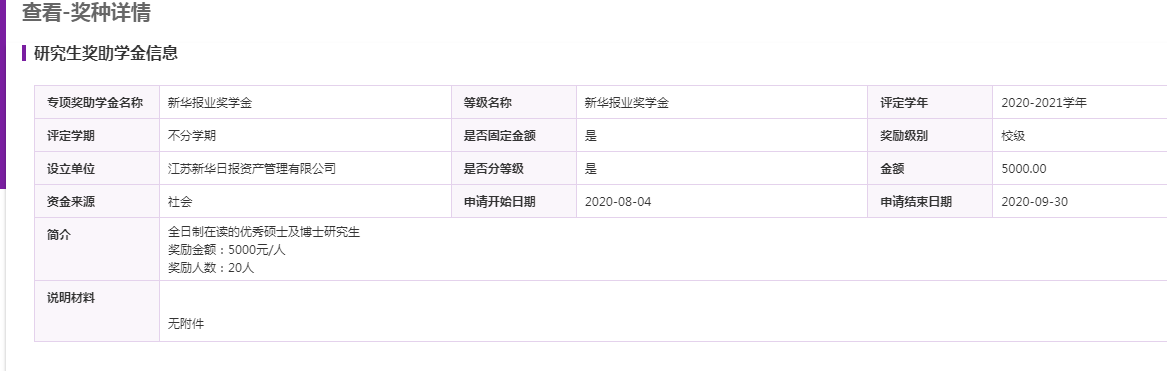 查看-奖种详情
研究生奖助学金信息
专项奖助学金名称 新华报业奖学金 等级名称 新华报业奖学金 评定学年 2020-2021学年
评定学期 不分学期 是否固定金额 是 奖励级别 校级
设立单位 江苏新华日报资产管理有限公司 是否分等级 是 金额 5000.00
资金来源 社会 申请开始日期 2020-08-04 申请结束日期 2020-09-30
简介 全日制在读的优秀硕士及博士研究生
奖励金额：5000元/人
奖励人数：20人
说明材料
无附件